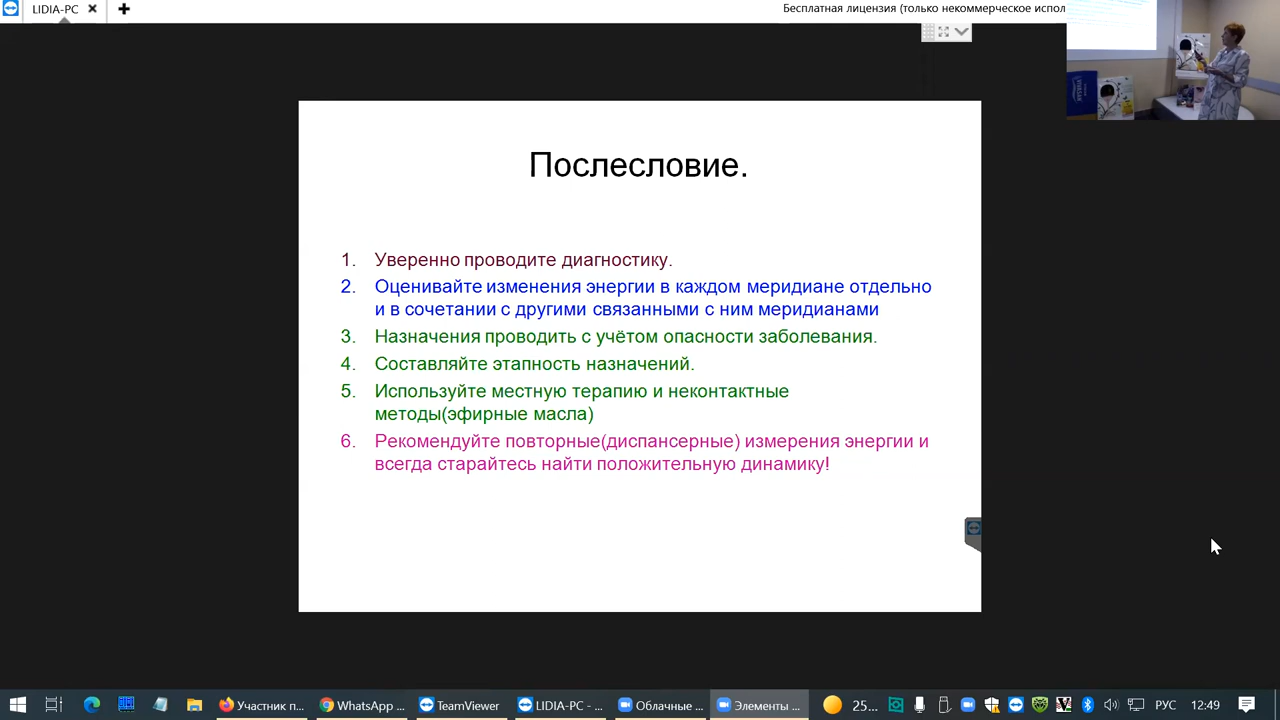 LIDIA-PC
Бесплатная лицензия (только некоммерческое испол
Послесловие.
1. Уверенно проводите диагностику.
2. Оценивайте изменения энергии в каждом меридиане отдельно
и в сочетании с другими связанными с ним меридианами
3. Назначения проводить с учётом опасности заболевания.
4. Составляйте этапность назначений.
5. Используйте местную терапию и неконтактные
методы(эфирные масла)
6. Рекомендуйте повторные(диспансерные) измерения энергии и
всегда старайтесь найти положительную динамику!
Участник п... WhatsApp ... TeamViewer LIDIA-PC - ... Облачные ... Элементы ... 25... РУС 12:49